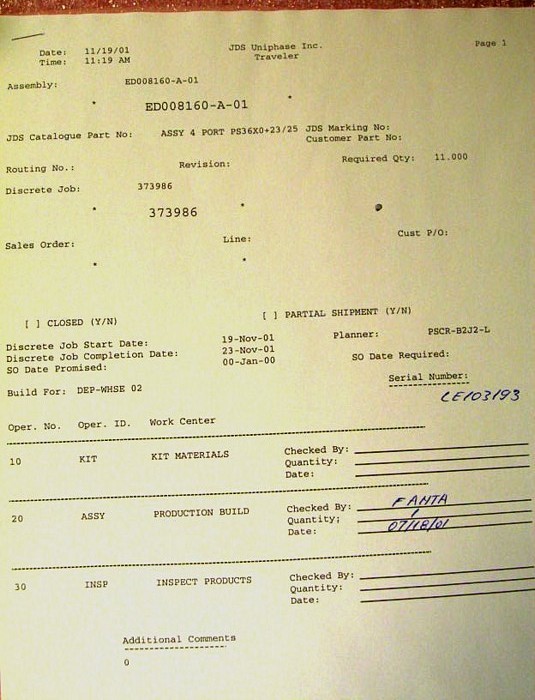 Date: 11/19/01 JDS Uniphase Inc. Page 1
Time: 11:19 AM Traveler
Assembly: ED008160-A-01
ED008160-A-01
JDS Catalogue Part No: ASSY 4 PORT PS36X0+23/25 JDS Marking No:
Customer Part No:
Routing No.: Revision: Required Qty: 11.000
Discrete Job: 373986
373986
Sales Order: Line: Cust P/O:
[ ] CLOSED (Y/N) [ ] PARTIAL SHIPMENT (Y/N)
Discrete Job Start Date: 19-Nov-01 Planner: PSCR-B2J2-L
Discrete Job Completion Date: 23-Nov-01
SO Date Promised: 00-Jan-00 SO Date Required:
Build For: DEP-WHSE 02 Serial Number:
CE103193
Oper. No. Oper. ID. Work Center
10 KIT KIT MATERIALS Checked By:
Quantity:
Date:
20 ASSY PRODUCTION BUILD Checked By: FANTA
Quantity; 1
Date: 07/18/01
30 INSP INSPECT PRODUCTS Checked By:
Quantity:
Date:
Additional Comments
0